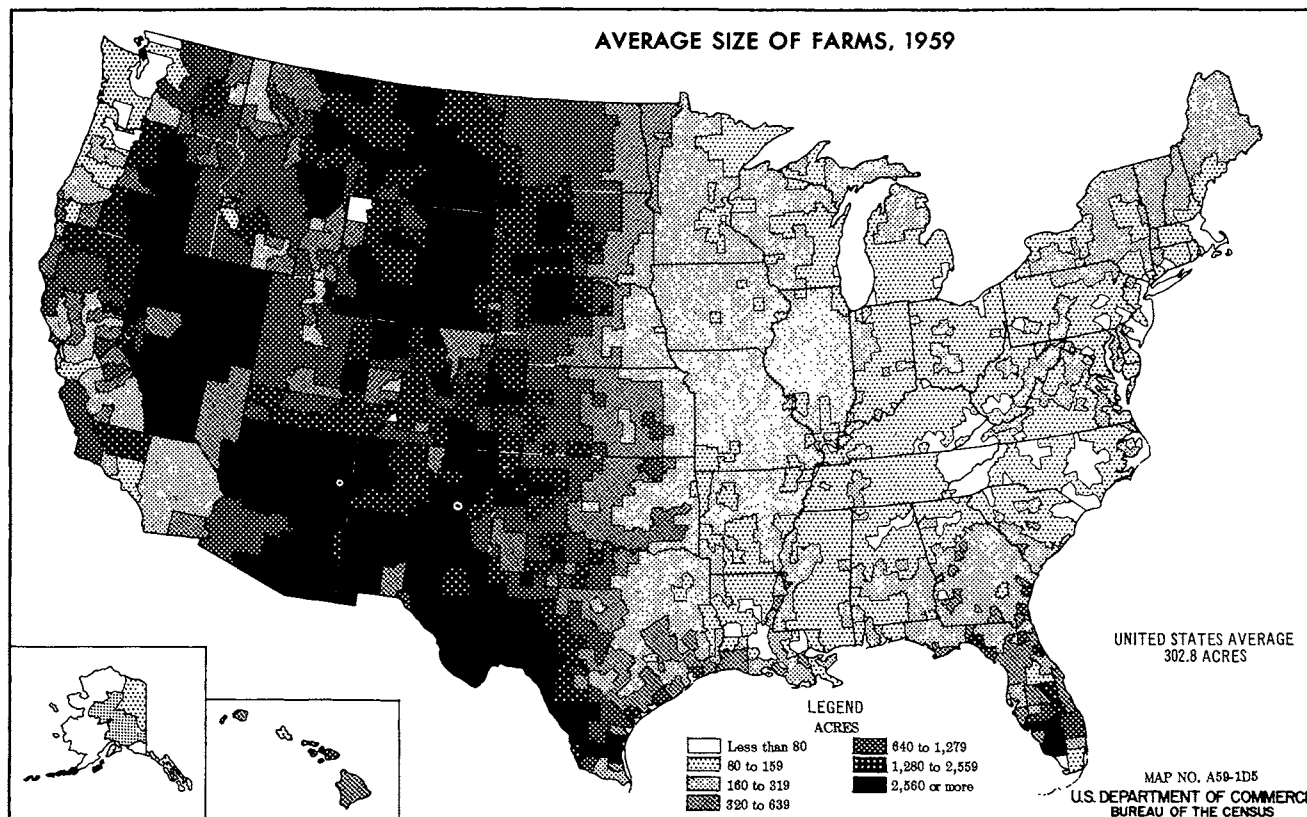 AVERAGE SIZE OF FARMS, 1959
UNITED STATES AVERAGE
302.8 ACRES
LEGEND
ACRES
Less than 80
80 to 159
160 to 319
320 to 639
640 to 1,279
1,280 to 2,559
2,560 or more
MAP NO. A59-1D5
U.S. DEPARTMENT OF COMMERCE
BUREAU OF THE CENSUS